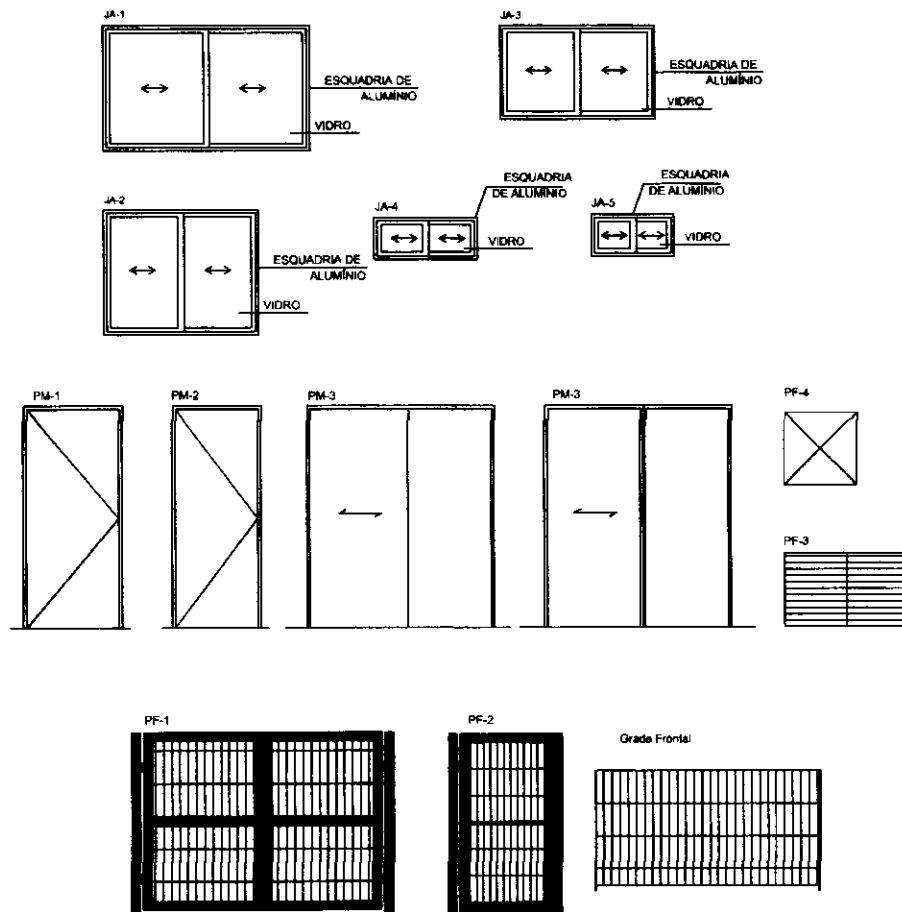 JA-1
ESQUADRIA DE
ALUMÍNIO
VIDRO
JA-3
ESQUADRIA DE
ALUMÍNIO
VIDRO
JA-2
ESQUADRIA DE
ALUMÍNIO
VIDRO
JA-4
ESQUADRIA
DE ALUMÍNIO
VIDRO
JA-5
ESQUADRIA
DE ALUMÍNIO
VIDRO
PM-1
PM-2
PM-3
PM-3
PF-4
PF-3
PF-1
PF-2
Grade Frontal